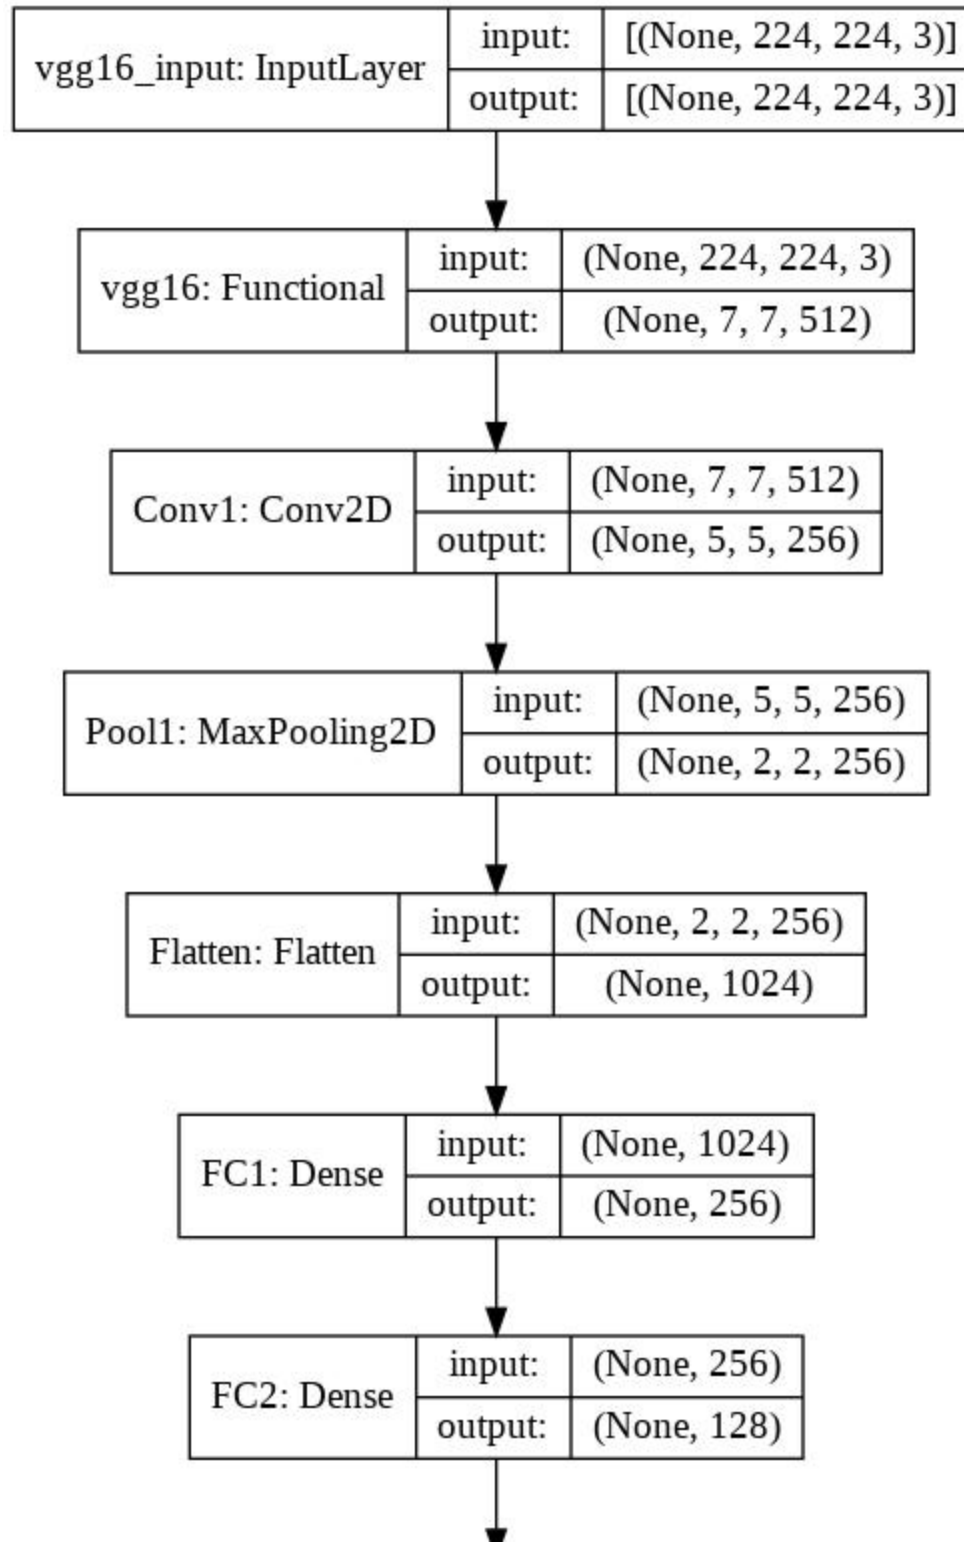 vgg16_input: InputLayer
input: [(None, 224, 224, 3)]
output: [(None, 224, 224, 3)]
vgg16: Functional
input: (None, 224, 224, 3)
output: (None, 7, 7, 512)
Conv1: Conv2D
input: (None, 7, 7, 512)
output: (None, 5, 5, 256)
Pool1: MaxPooling2D
input: (None, 5, 5, 256)
output: (None, 2, 2, 256)
Flatten: Flatten
input: (None, 2, 2, 256)
output: (None, 1024)
FC1: Dense
input: (None, 1024)
output: (None, 256)
FC2: Dense
input: (None, 256)
output: (None, 128)